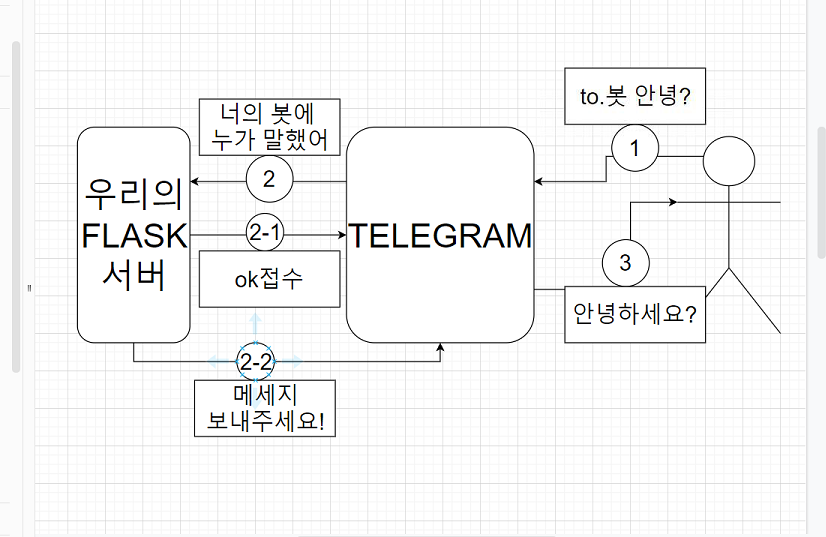 to.봇 안녕?
1
너의 봇에
누가 말했어
2
우리의
FLASK
서버
2-1
TELEGRAM
ok접수
3
안녕하세요?
2-2
메세지
보내주세요!